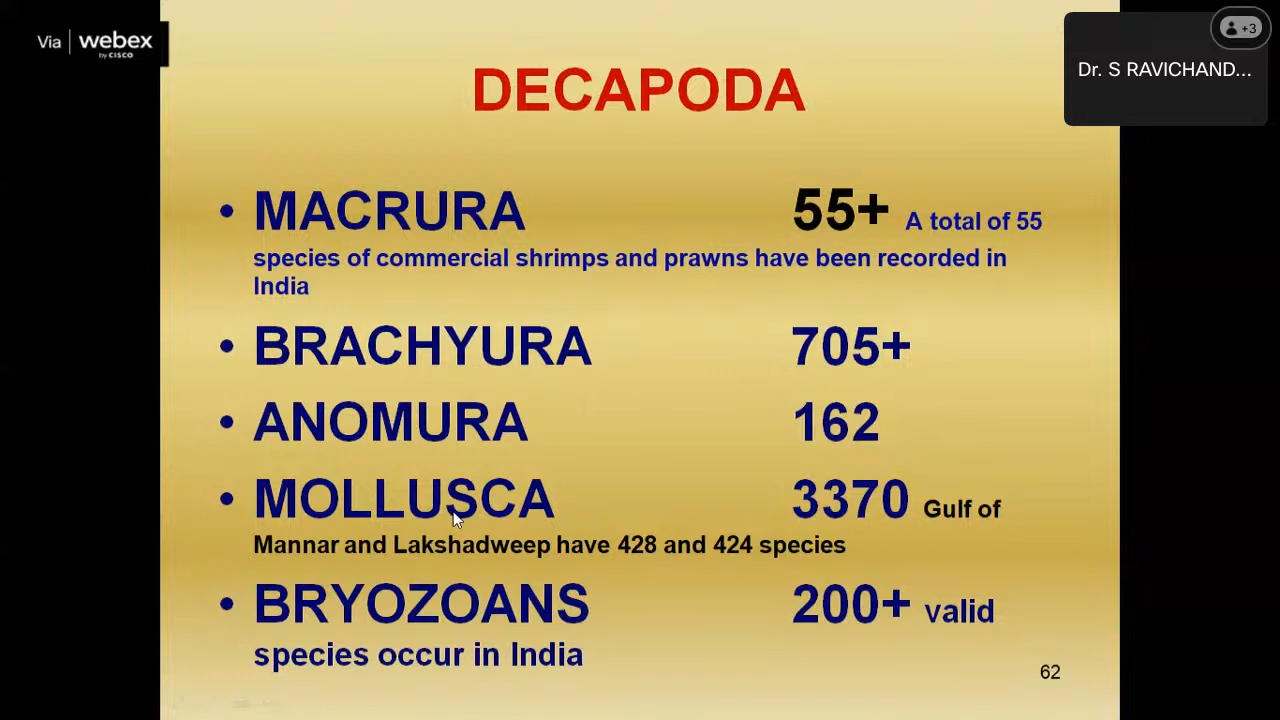 Via webex
by CISCO
+3
Dr. S RAVICHAND...
DECAPODA
• MACRURA 55+ A total of 55
species of commercial shrimps and prawns have been recorded in
India
• BRACHYURA 705+
• ANOMURA 162
• MOLLUSCA 3370 Gulf of
Mannar and Lakshadweep have 428 and 424 species
• BRYOZOANS 200+ valid
species occur in India
62